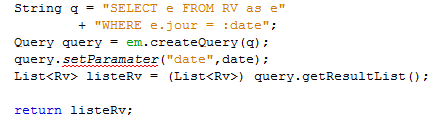 String q = "SELECT e FROM RV as e"
+ "WHERE e.jour = :date";
Query query = em.createQuery(q);
query.setParamater("date",date);
List<Rv> listeRv = (List<Rv>) query.getResultList();
return listeRv;